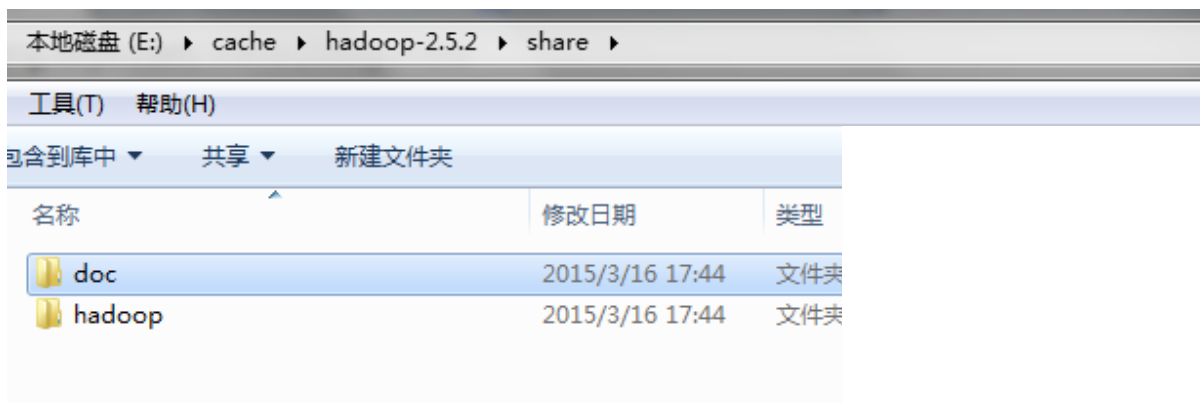 本地磁盘 (E:) ▸ cache ▸ hadoop-2.5.2 ▸ share ▸
工具(T) 帮助(H)
包含到库中 ▼ 共享 ▼ 新建文件夹
名称 修改日期 类型
doc 2015/3/16 17:44 文件夹
hadoop 2015/3/16 17:44 文件夹